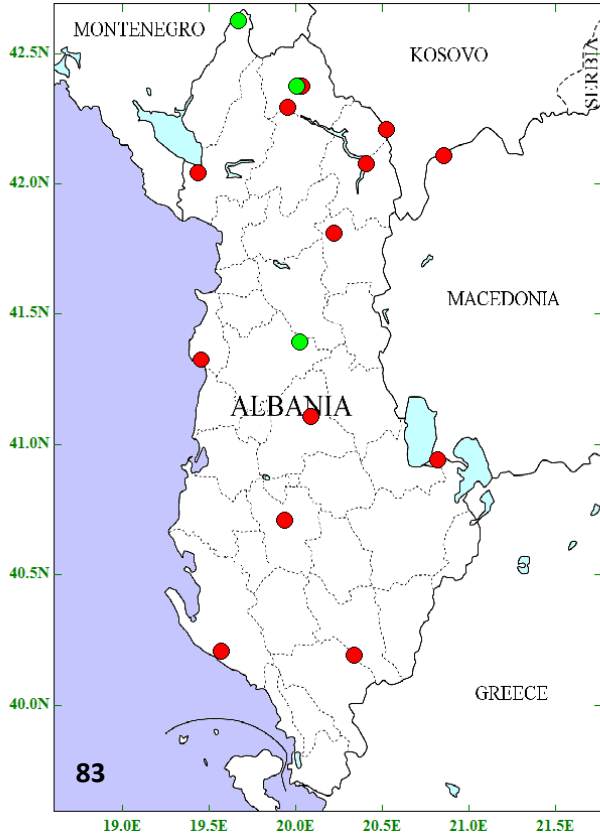 MONTENEGRO
42.5N
KOSOVO
SERBIA
42.0N
41.5N
MACEDONIA
ALBANIA
41.0N
40.5N
40.0N
GREECE
83
19.0E 19.5E 20.0E 20.5E 21.0E 21.5E